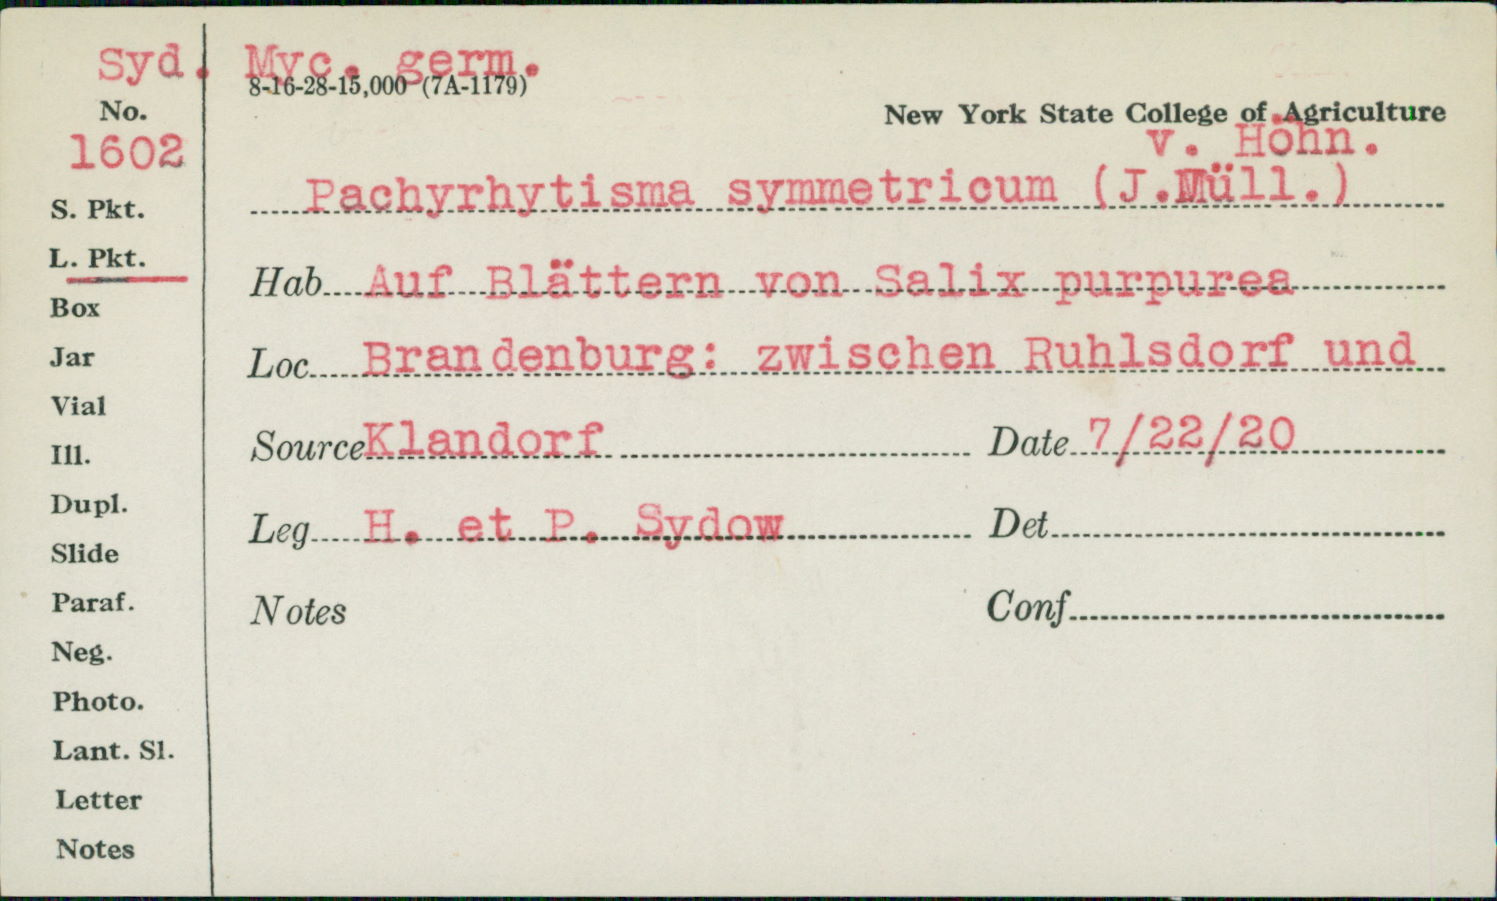 Syd. Myc. germ.
8-16-28-15,000 (7A-1179)
No.
New York State College of Agriculture
1602
v. Höhn.
Pachyrhytisma symmetricum (J.Müll.)
S. Pkt.
L. Pkt.
Hab Auf Blättern von Salix purpurea
Box
Jar
Loc Brandenburg: zwischen Ruhlsdorf und
Vial
Ill.
Source Klandorf Date 7/22/20
Dupl.
Leg H. et P. Sydow Det
Slide
Paraf.
Notes Conf
Neg.
Photo.
Lant. Sl.
Letter
Notes